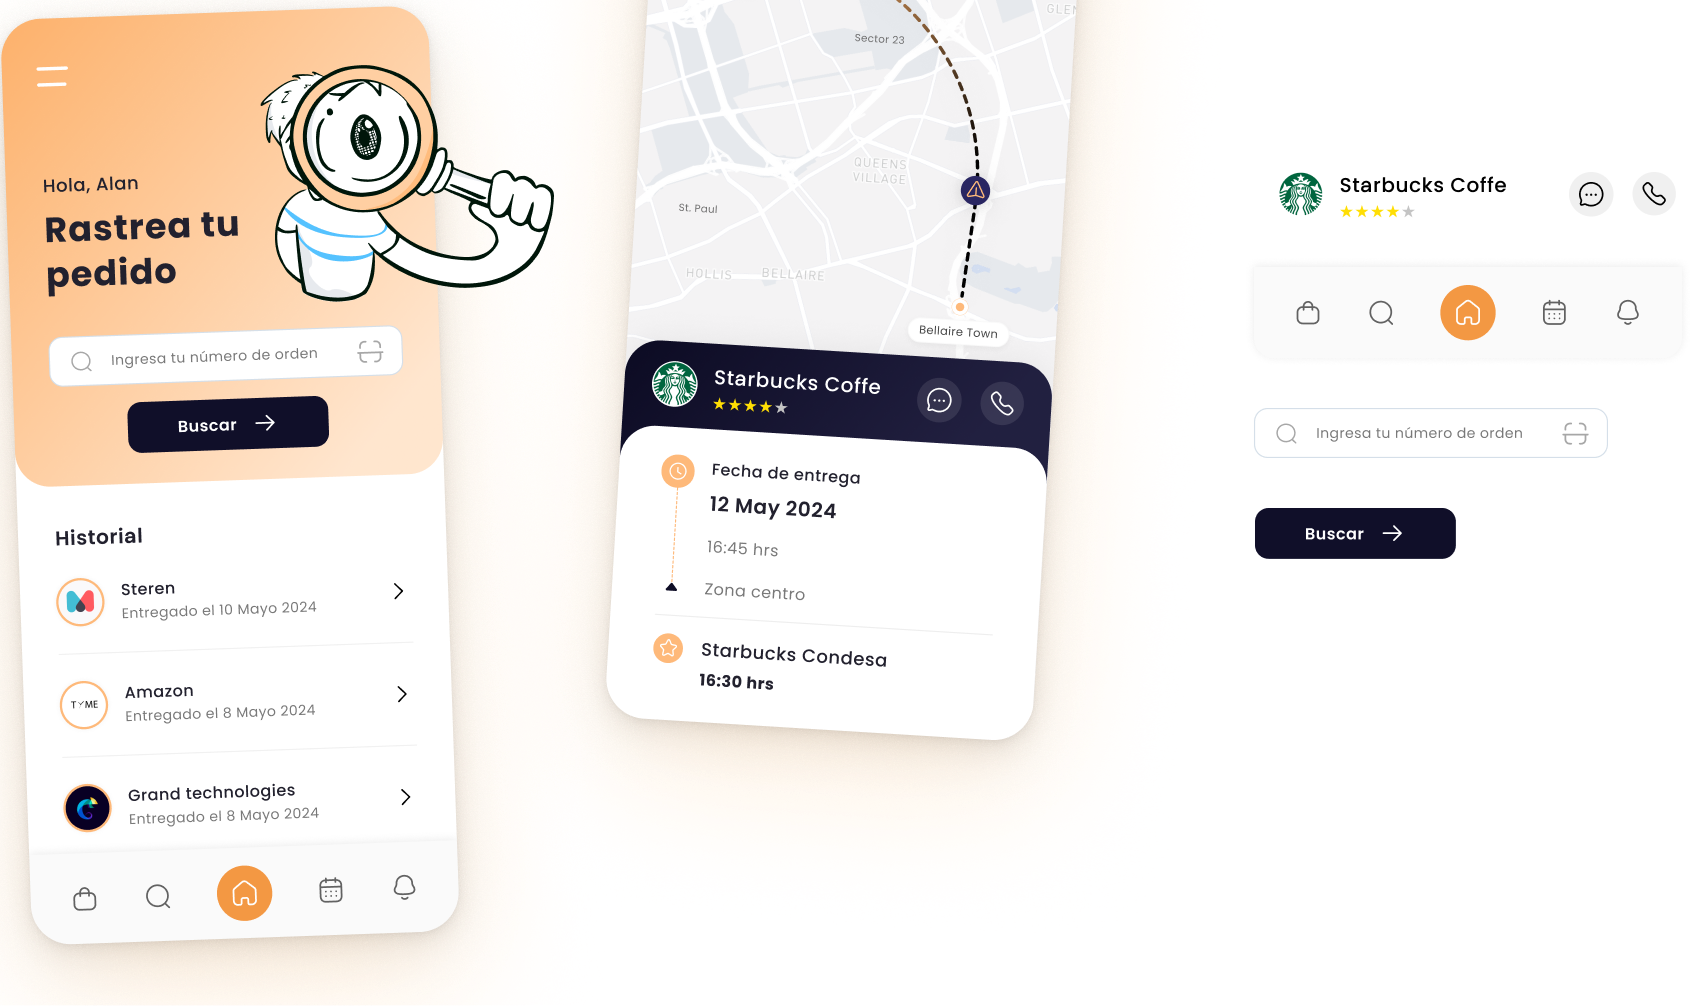 Hola, Alan
Rastrea tu
pedido
Ingresa tu número de orden
Buscar
Historial
Steren
Entregado el 10 Mayo 2024
Amazon
TYME
Entregado el 8 Mayo 2024
Grand technologies
Entregado el 8 Mayo 2024
GLEN
Sector 23
QUEENS
VILLAGE
St. Paul
HOLLIS
BELLAIRE
Bellaire Town
Starbucks Coffe
Fecha de entrega
12 May 2024
16:45 hrs
Zona centro
Starbucks Condesa
16:30 hrs
Starbucks Coffe
Ingresa tu número de orden
Buscar